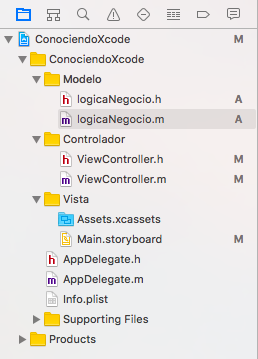 ConociendoXcode M
ConociendoXcode
Modelo
h logicaNegocio.h A
m logicaNegocio.m A
Controlador
h ViewController.h M
m ViewController.m M
Vista
Assets.xcassets
Main.storyboard M
h AppDelegate.h
m AppDelegate.m
Info.plist
Supporting Files
Products